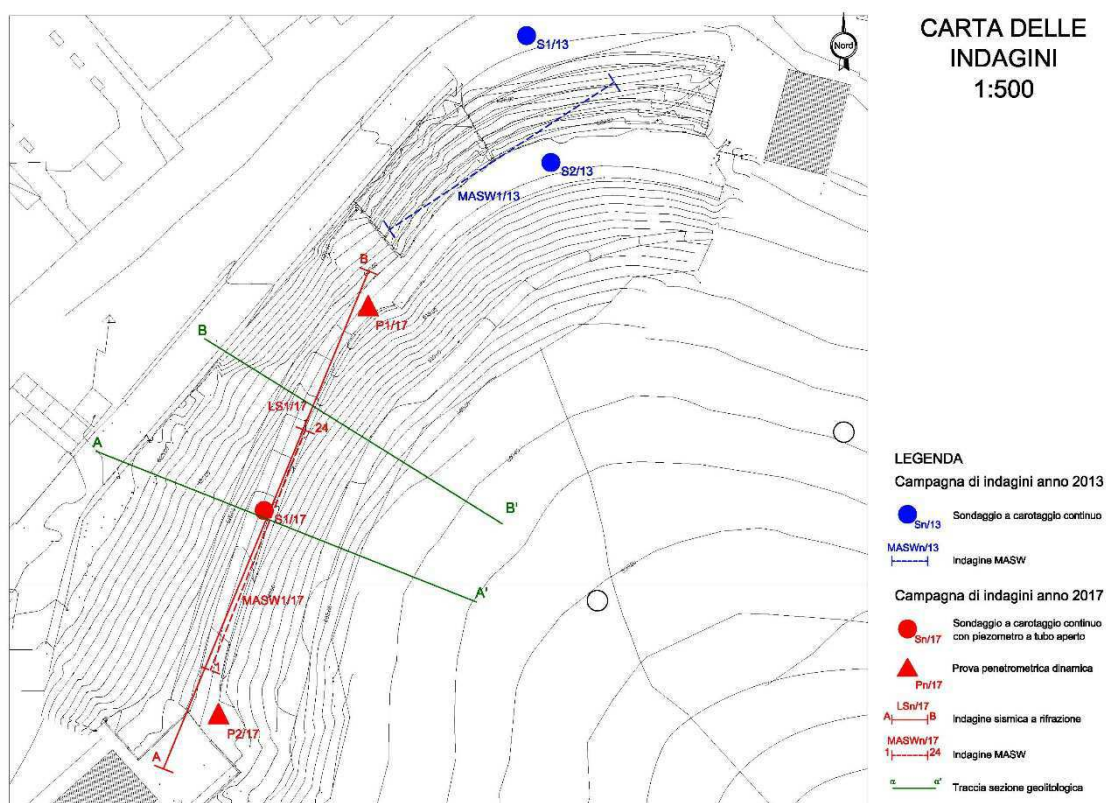 CARTA DELLE
INDAGINI
1:500
Nord
S1/13
S2/13
MASW1/13
B
P1/17
B
LS1/17
24
A
S1/17
B'
MASW1/17
A'
1
P2/17
A
LEGENDA
Campagna di indagini anno 2013
Sn/13
Sondaggio a carotaggio continuo
MASWn/13
Indagine MASW
Campagna di indagini anno 2017
Sn/17
Sondaggio a carotaggio continuo
con piezometro a tubo aperto
Pn/17
Prova penetrometrica dinamica
LSn/17
A B
Indagine sismica a rifrazione
MASWn/17
1 24
Indagine MASW
a a'
Traccia sezione geolitologica